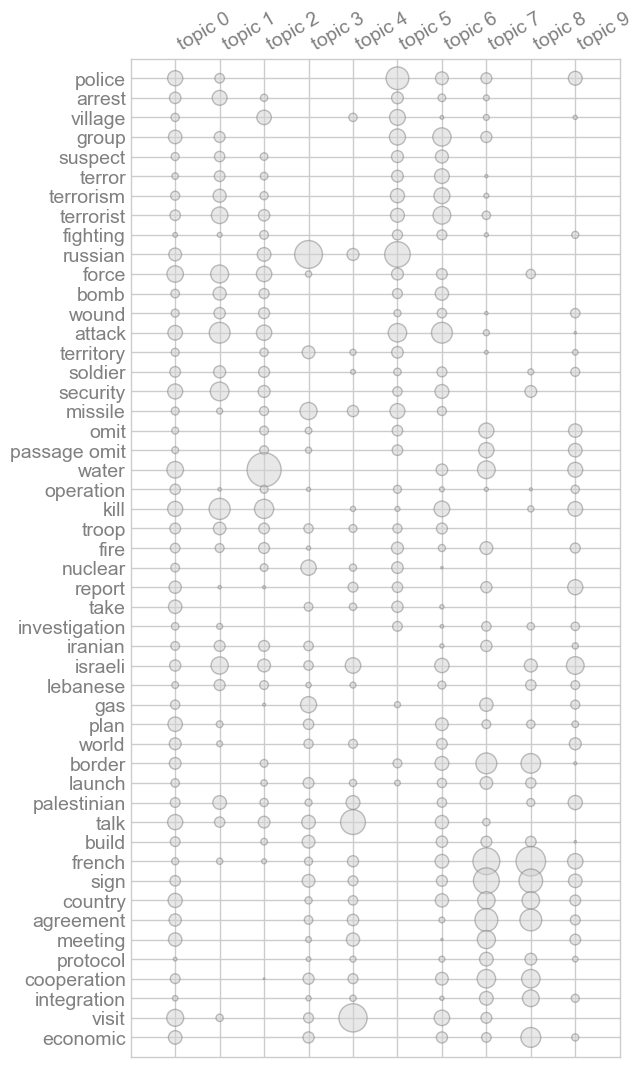 topic 0 topic 1 topic 2 topic 3 topic 4 topic 5 topic 6 topic 7 topic 8 topic 9
police
arrest
village
group
suspect
terror
terrorism
terrorist
fighting
russian
force
bomb
wound
attack
territory
soldier
security
missile
omit
passage omit
water
operation
kill
troop
fire
nuclear
report
take
investigation
iranian
israeli
lebanese
gas
plan
world
border
launch
palestinian
talk
build
french
sign
country
agreement
meeting
protocol
cooperation
integration
visit
economic